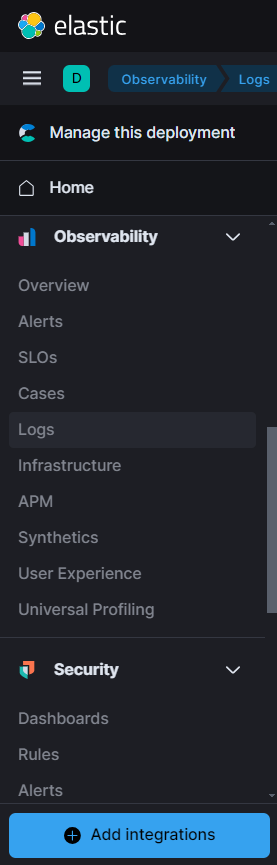 elastic
D Observability Logs
Manage this deployment
Home
Observability
Overview
Alerts
SLOs
Cases
Logs
Infrastructure
APM
Synthetics
User Experience
Universal Profiling
Security
Dashboards
Rules
Alerts
Add integrations